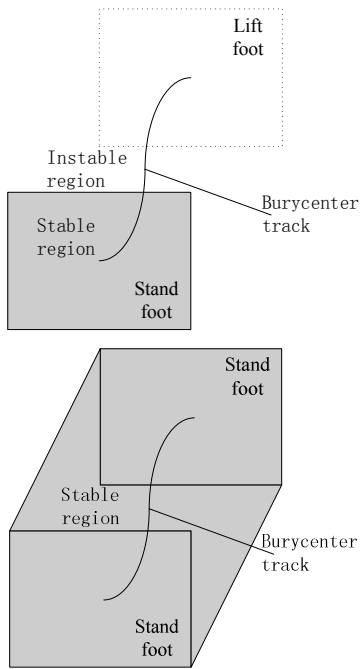 Lift
foot
Instable
region
Burycenter
track
Stable
region
Stand
foot
Stand
foot
Stable
region
Burycenter
track
Stand
foot